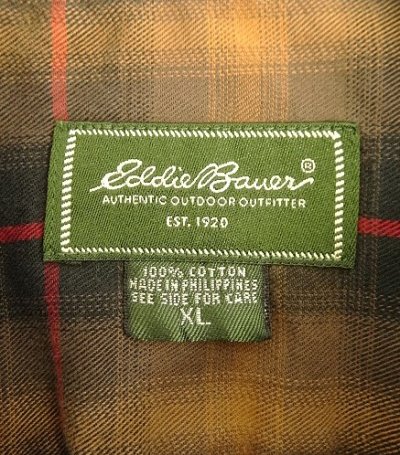 Eddie Bauer®
AUTHENTIC OUTDOOR OUTFITTER
EST. 1920
100% COTTON
MADE IN PHILIPPINES
SEE SIDE FOR CARE
XL